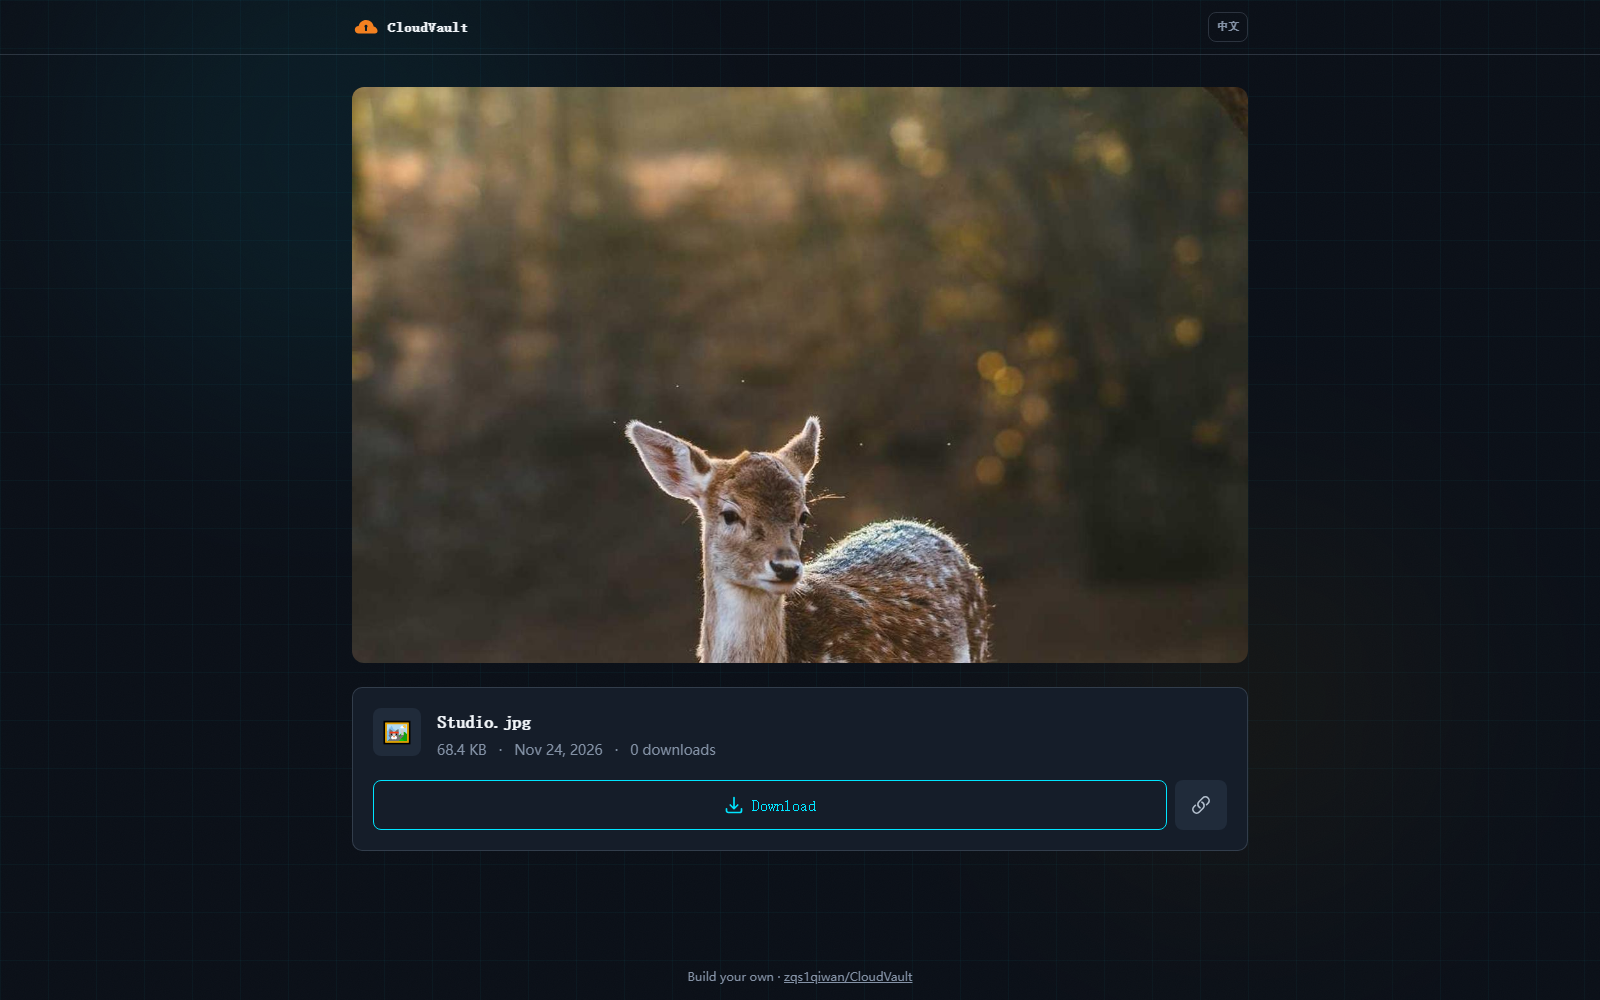 CloudVault
中文
Studio.jpg
68.4 KB · Nov 24, 2026 · 0 downloads
Download
Build your own · zqs1qiwan/CloudVault